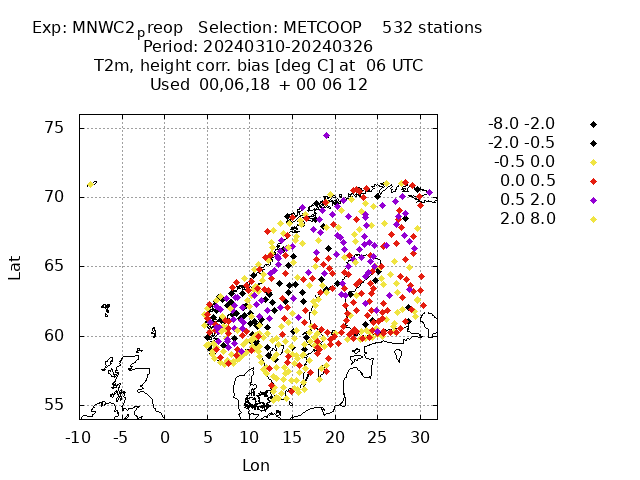 Exp: MNWC2preop Selection: METCOOP 532 stations
Period: 20240310-20240326
T2m, height corr. bias [deg C] at 06 UTC
Used 00,06,18 + 00 06 12
-8.0 -2.0
-2.0 -0.5
-0.5 0.0
0.0 0.5
0.5 2.0
2.0 8.0
75
70
65
60
55
Lat
-10 -5 0 5 10 15 20 25 30
Lon